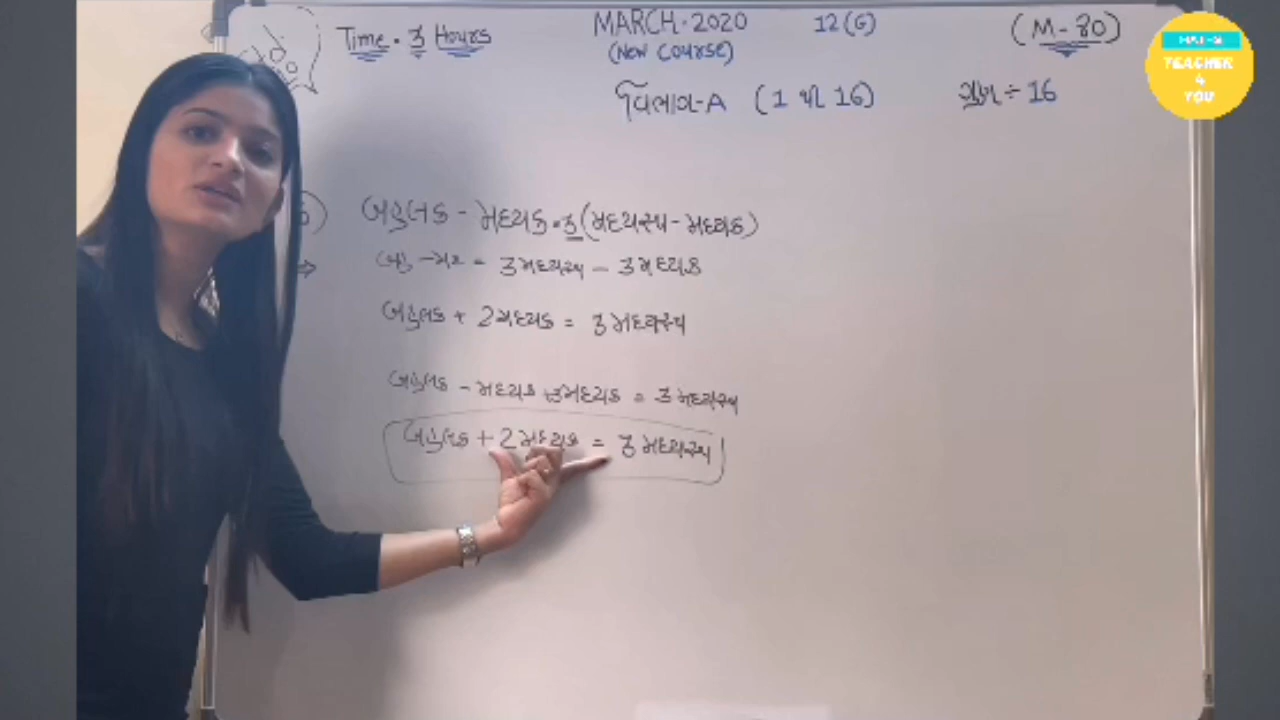 Time. 3 Hours
MARCH-2020
12 (G)
(M-80)
(New Course)
વિભાગ-A (1 થી 16)
ગુણ ÷ 16
TEACHER
4
YOU
બહુલક - મધ્યક = 3 (મધ્યસ્થ - મધ્યક)
⇒ બહુ - મધ્ય = 3 મધ્યસ્થ - 3 મધ્યક
બહુલક + 2 મધ્યક = 3 મધ્યસ્થ
બહુલક - મધ્યક + 3 મધ્યક = 3 મધ્યસ્થ
બહુલક + 2 મધ્યક = 3 મધ્યસ્થ